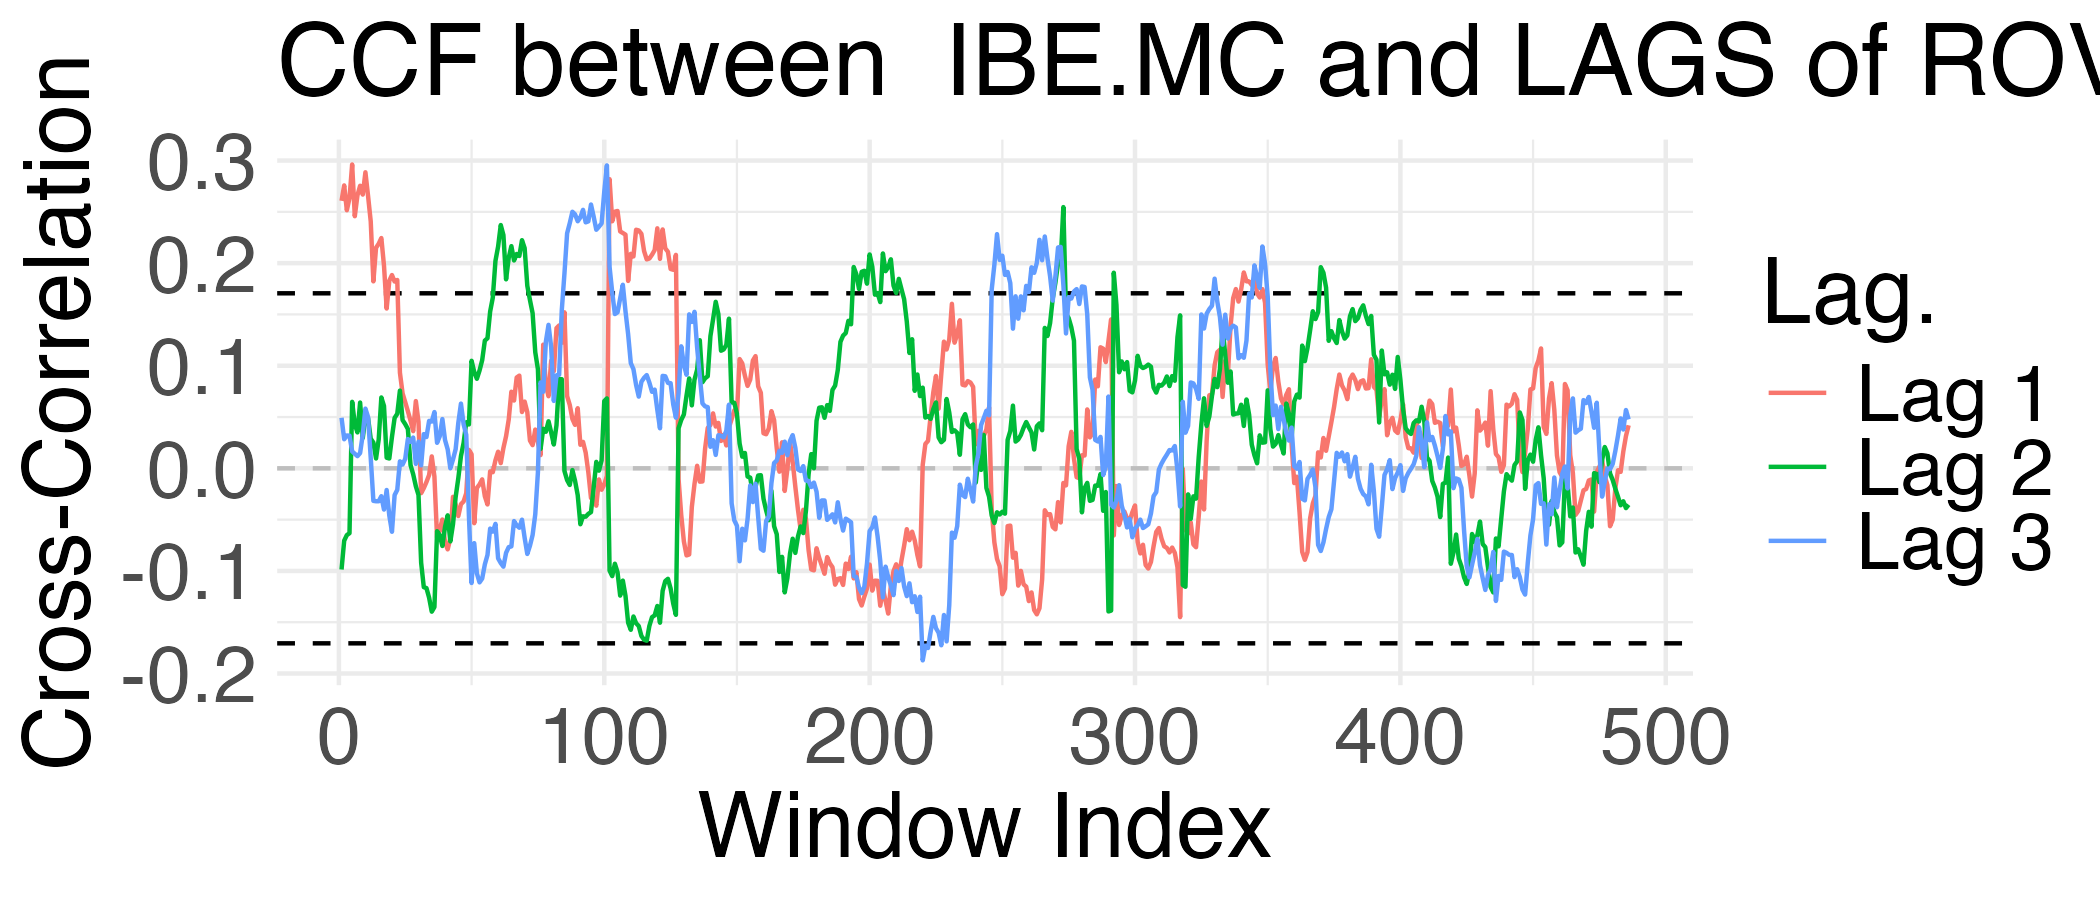 CCF between IBE.MC and LAGS of ROV
Cross-Correlation
0.3
0.2
0.1
0.0
-0.1
-0.2
0
100
200
300
400
500
Window Index
Lag.
Lag 1
Lag 2
Lag 3